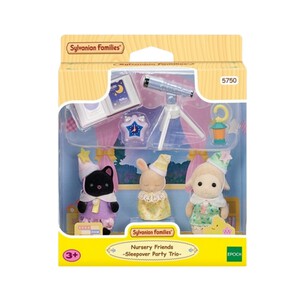 Sylvanian Families
5750
Sylvanian Families
Nursery Friends
-Sleepover Party Trio-
3+
EPOCH